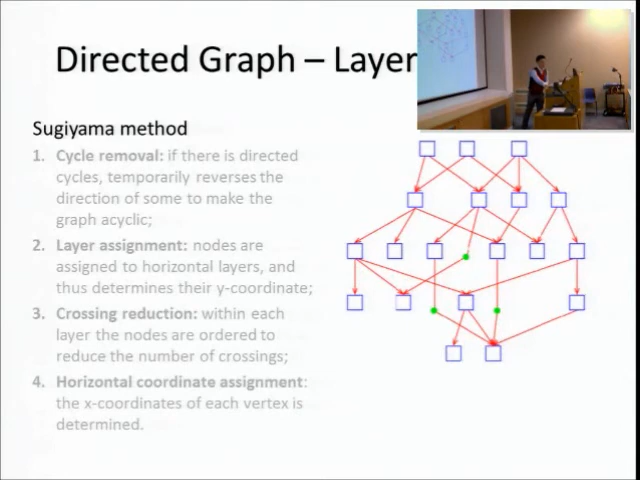 Directed Graph – Layer
Sugiyama method
1. Cycle removal: if there is directed
cycles, temporarily reverses the
direction of some to make the
graph acyclic;
2. Layer assignment: nodes are
assigned to horizontal layers, and
thus determines their y-coordinate;
3. Crossing reduction: within each
layer the nodes are ordered to
reduce the number of crossings;
4. Horizontal coordinate assignment:
the x-coordinates of each vertex is
determined.